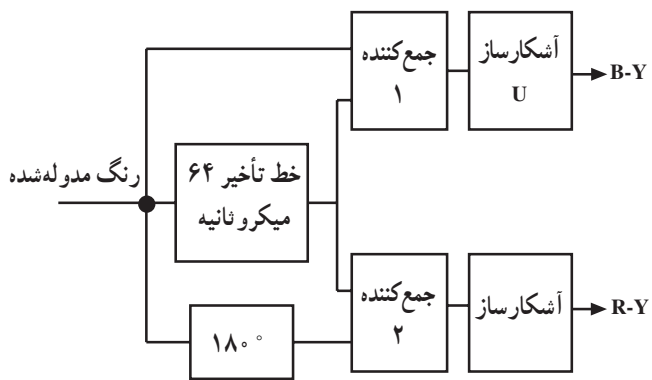 جمع‌کننده
۱
آشکارساز
U
B-Y
رنگ مدوله‌شده
خط تأخیر ۶۴
میکروثانیه
جمع‌کننده
۲
آشکارساز
R-Y
۱۸۰°